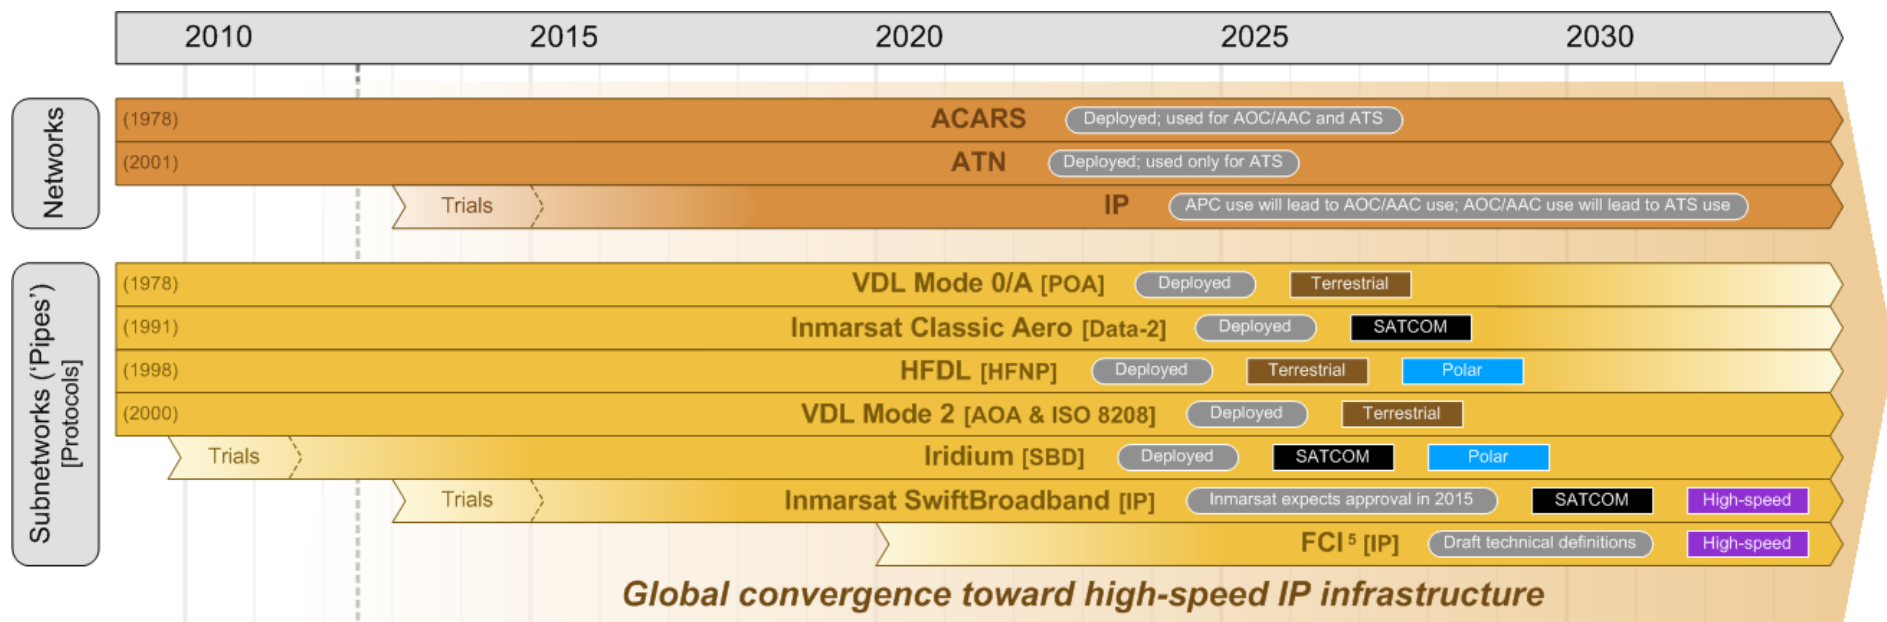 2010 2015 2020 2025 2030
Networks
(1978) ACARS Deployed; used for AOC/AAC and ATS
(2001) ATN Deployed; used only for ATS
Trials IP APC use will lead to AOC/AAC use; AOC/AAC use will lead to ATS use
Subnetworks (‘Pipes’)
[Protocols]
(1978) VDL Mode 0/A [POA] Deployed Terrestrial
(1991) Inmarsat Classic Aero [Data-2] Deployed SATCOM
(1998) HFDL [HFNP] Deployed Terrestrial Polar
(2000) VDL Mode 2 [AOA & ISO 8208] Deployed Terrestrial
Trials Iridium [SBD] Deployed SATCOM Polar
Trials Inmarsat SwiftBroadband [IP] Inmarsat expects approval in 2015 SATCOM High-speed
FCI 5 [IP] Draft technical definitions High-speed
Global convergence toward high-speed IP infrastructure